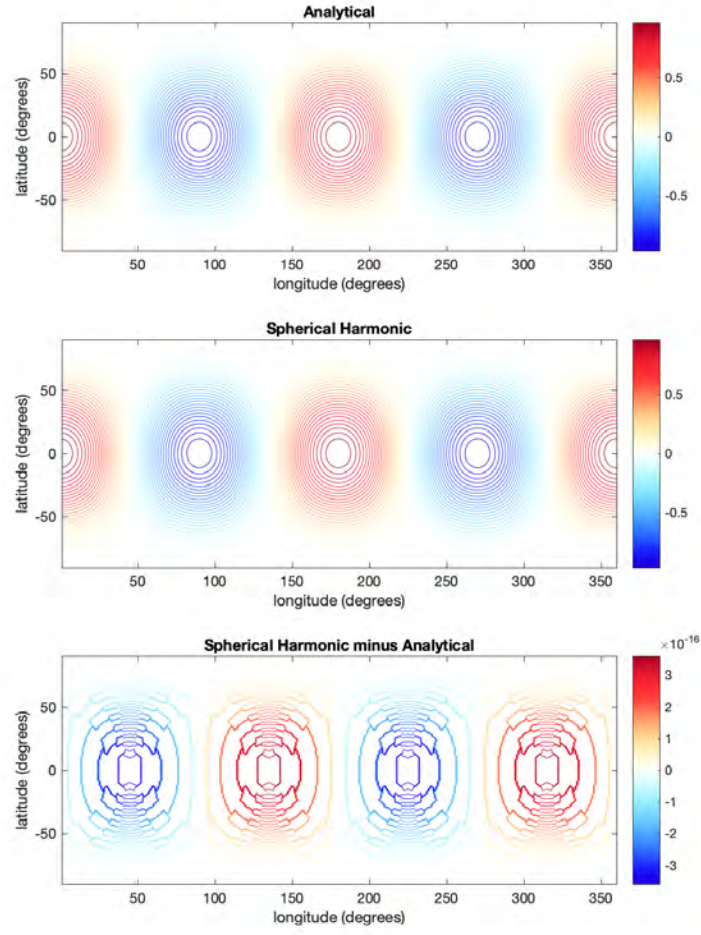 Analytical
latitude (degrees)
50
0
-50
50 100 150 200 250 300 350
longitude (degrees)
0.5
0
-0.5
Spherical Harmonic
latitude (degrees)
50
0
-50
50 100 150 200 250 300 350
longitude (degrees)
0.5
0
-0.5
Spherical Harmonic minus Analytical
latitude (degrees)
50
0
-50
50 100 150 200 250 300 350
longitude (degrees)
×10⁻¹⁶
3
2
1
0
-1
-2
-3